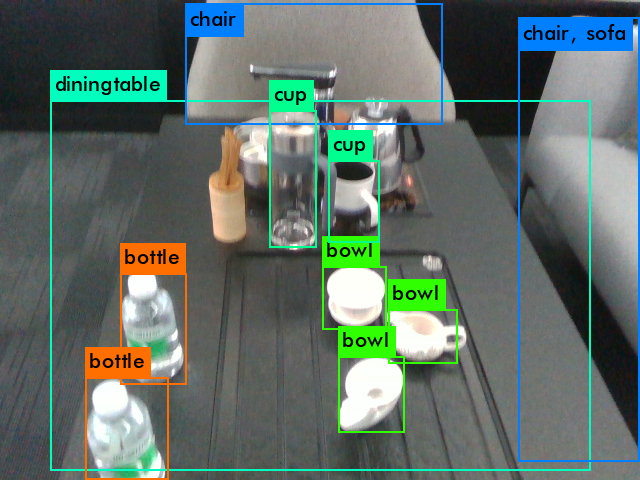 chair
chair, sofa
diningtable
cup
cup
bowl
bottle
bowl
bowl
bottle